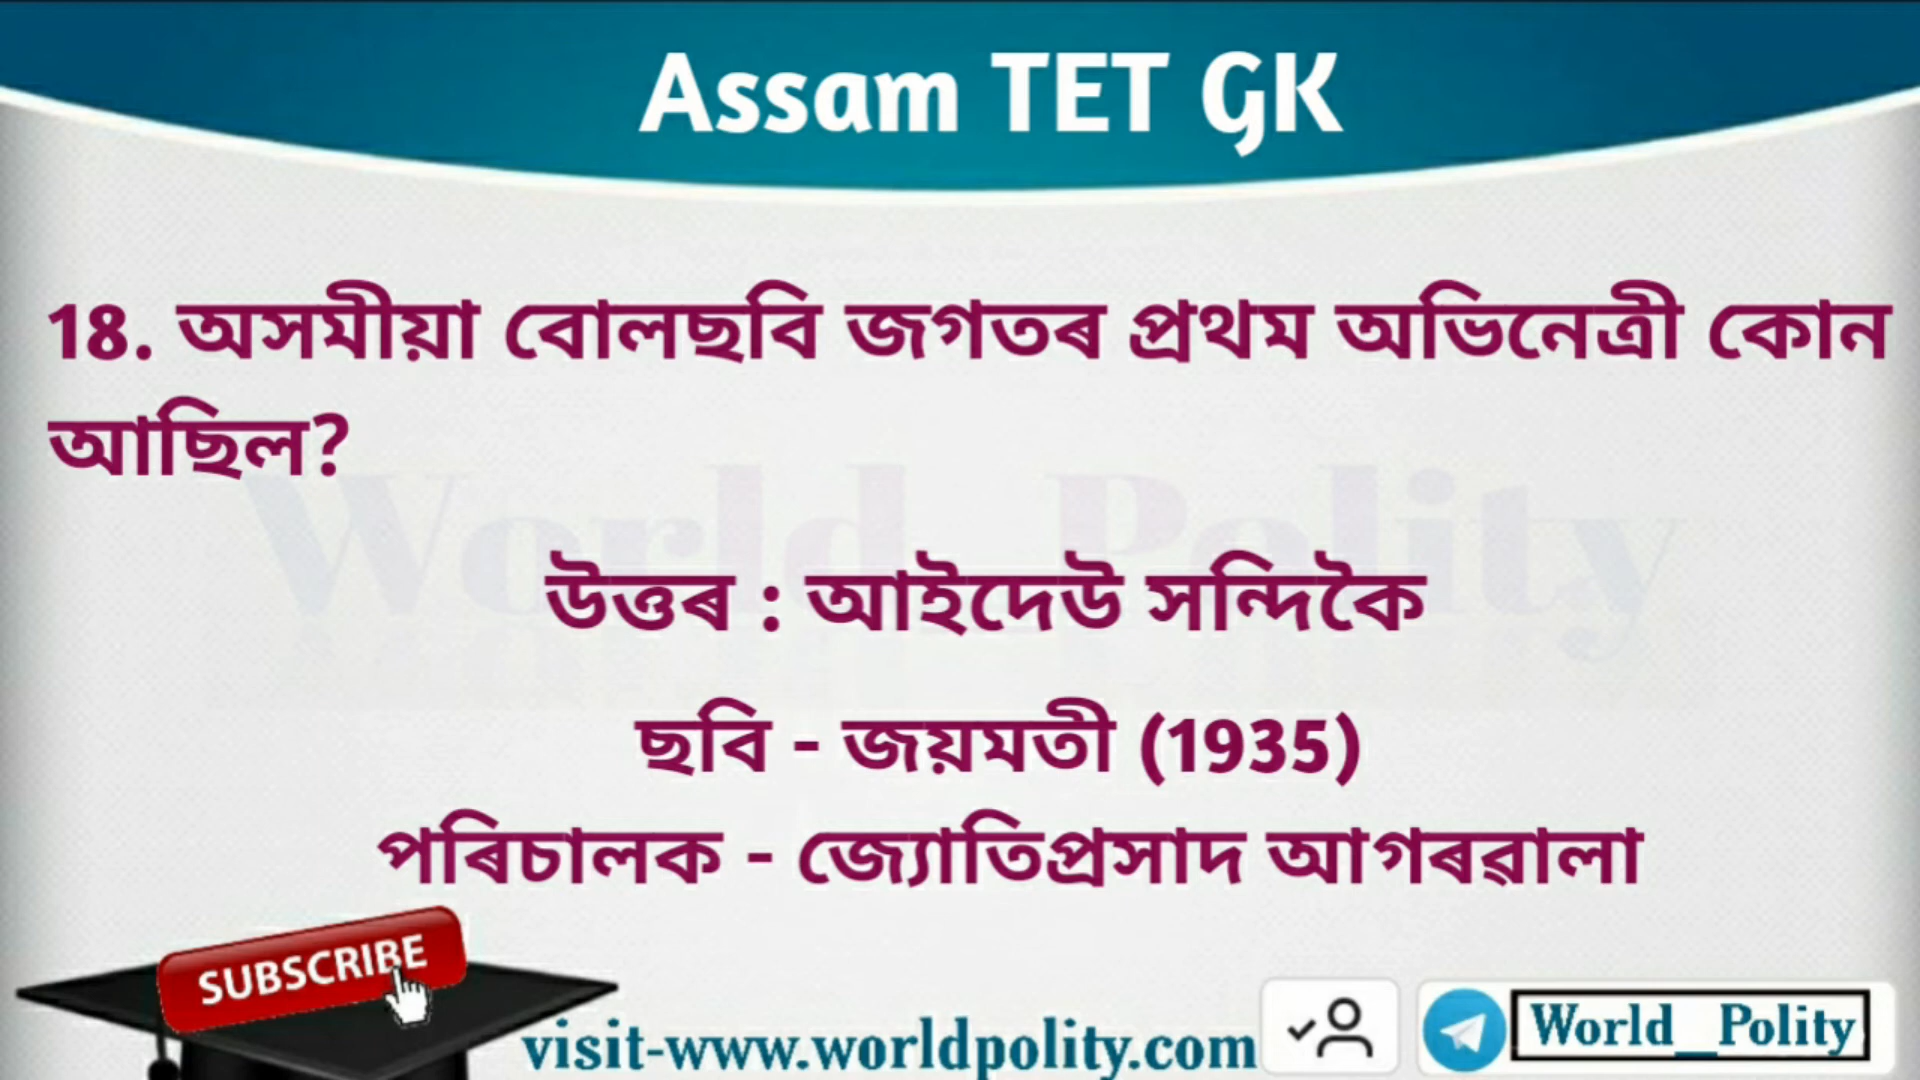 Assam TET GK
18. অসমীয়া বোলছবি জগতৰ প্ৰথম অভিনেত্ৰী কোন
আছিল?
World_Polity
উত্তৰ : আইদেউ সন্দিকৈ
ছবি - জয়মতী (1935)
পৰিচালক - জ্যোতিপ্ৰসাদ আগৰৱালা
SUBSCRIBE
visit-www.worldpolity.com
World_Polity